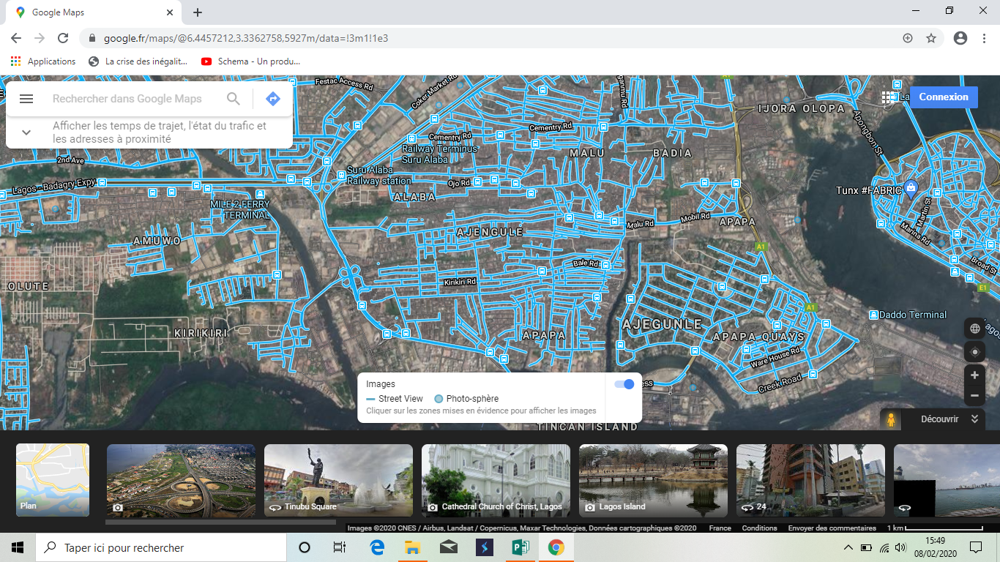 Google Maps
google.fr/maps/@6.4457212,3.3362758,5927m/data=!3m1!1e3
Applications
La crise des inégalit...
Schema - Un produ...
Rechercher dans Google Maps
Afficher les temps de trajet, l'état du trafic et
les adresses à proximité
Connexion
Festac Access Rd
Coker Market Rd
IJORA OLOPA
Apongbon St
Cementry Rd
Cementry Rd
Railway Terminus
Suru Alaba
MALU
BADIA
2nd Ave
Suru Alaba
Railway station
Lagos - Badagry Expy
Ojo Rd
ALABA
Tunx #FABRIC
Martin St
MILE 2 FERRY
TERMINAL
Malu Rd
Mobil Rd
APAPA
Marina Rd
AMUWO
AJENGULE
A1
Bale Rd
Broad St
OLUTE
Kirikiri Rd
E1
A1
Daddo Terminal
AJEGUNLE
KIRIKIRI
APAPA
APAPA QUAYS
Ware House Rd
Creek Road
Images
Street View
Photo-sphère
Cliquer sur les zones mises en évidence pour afficher les images
TINCAN ISLAND
Découvrir
Plan
Tinubu Square
Cathedral Church of Christ, Lagos
Lagos Island
24
Images ©2020 CNES / Airbus, Landsat / Copernicus, Maxar Technologies, Données cartographiques ©2020 France Conditions Envoyer des commentaires 1 km
Taper ici pour rechercher
15:49
08/02/2020